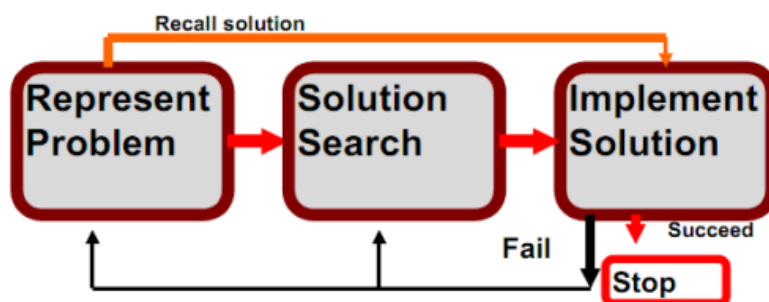 Recall solution
Represent
Problem
Solution
Search
Implement
Solution
Fail
Succeed
Stop